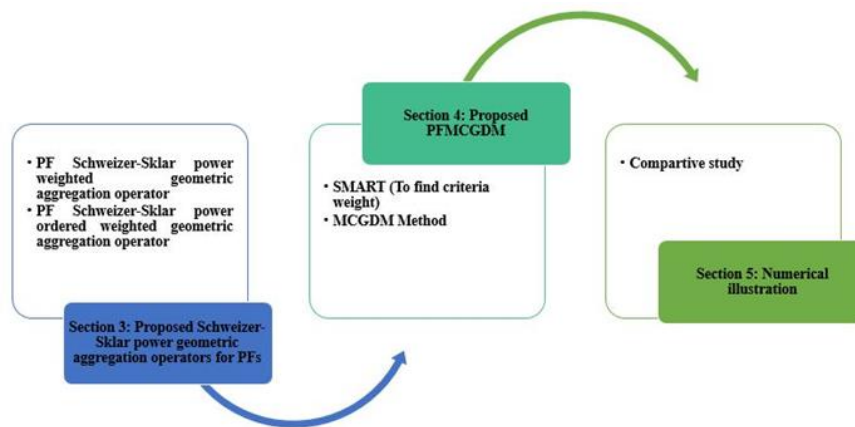 • PF Schweizer-Sklar power
weighted geometric
aggregation operator
• PF Schweizer-Sklar power
ordered weighted geometric
aggregation operator
Section 3: Proposed Schweizer-
Sklar power geometric
aggregation operators for PFs
Section 4: Proposed
PFMCGDM
• SMART (To find criteria
weight)
• MCGDM Method
• Compartive study
Section 5: Numerical
illustration